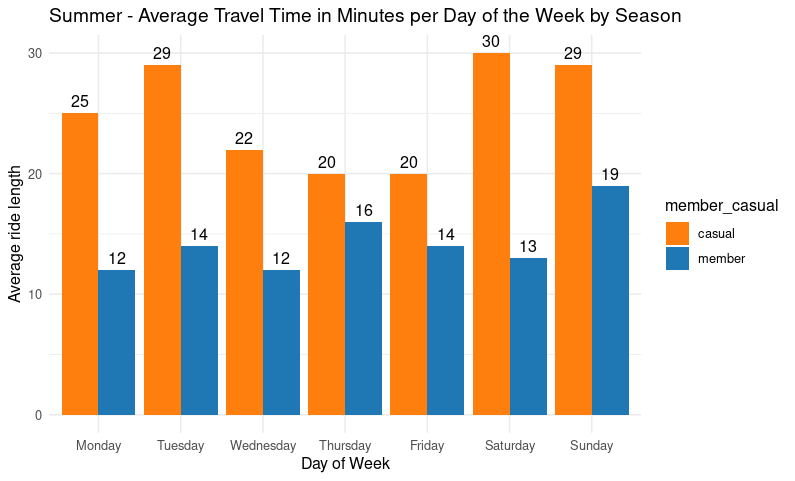 Summer - Average Travel Time in Minutes per Day of the Week by Season
Average ride length
30
20
10
0
25
12
29
14
22
12
20
16
20
14
30
13
29
19
Monday
Tuesday
Wednesday
Thursday
Friday
Saturday
Sunday
Day of Week
member_casual
casual
member